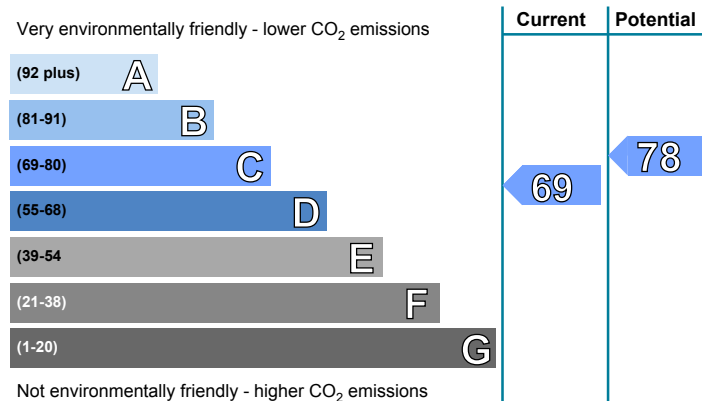 Very environmentally friendly - lower CO2 emissions
Current
Potential
(92 plus) A
(81-91) B
(69-80) C
(55-68) D
(39-54 E
(21-38) F
(1-20) G
69
78
Not environmentally friendly - higher CO2 emissions